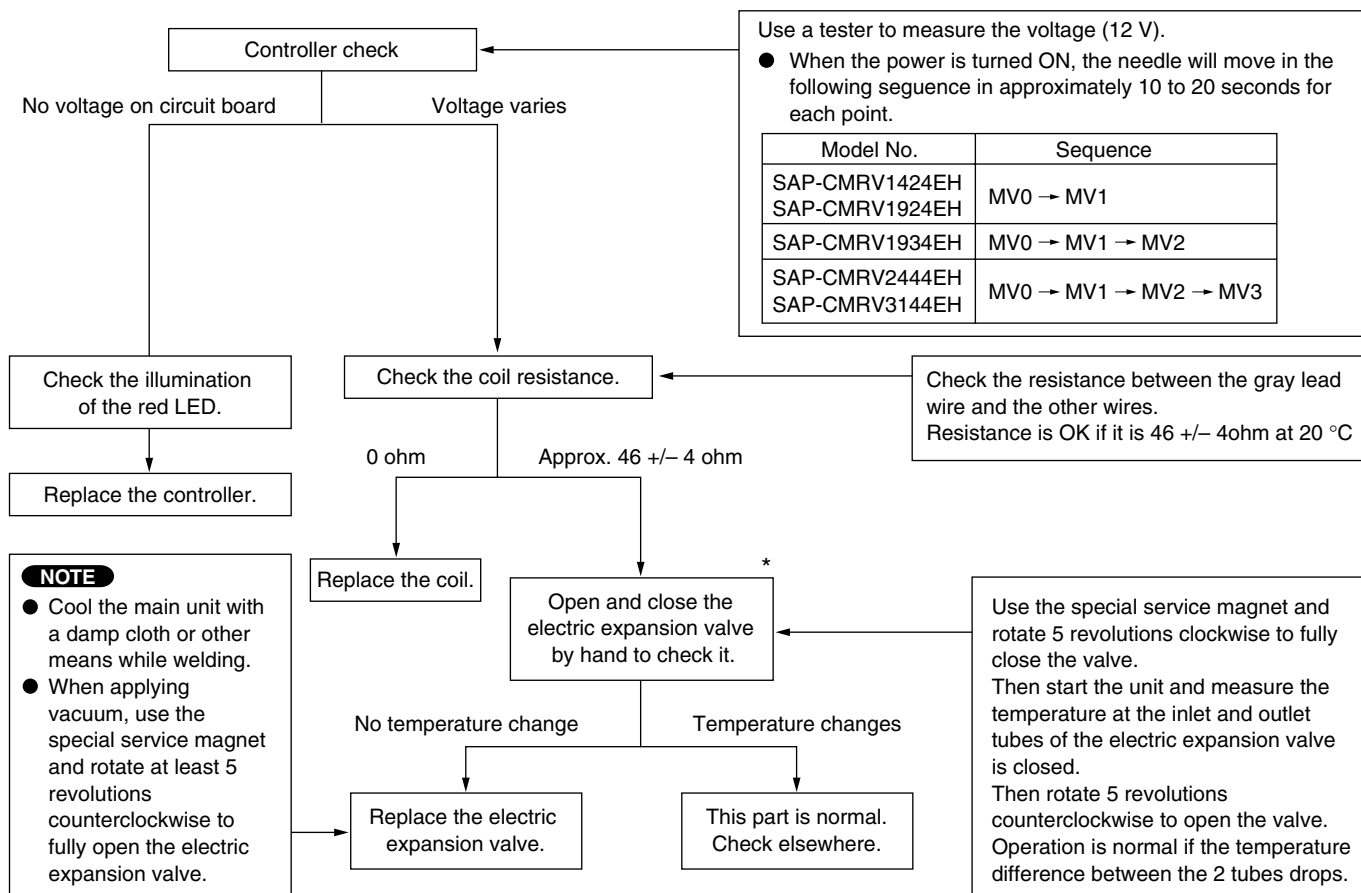 Controller check
No voltage on circuit board
Voltage varies
Use a tester to measure the voltage (12 V).
● When the power is turned ON, the needle will move in the
following seguence in approximately 10 to 20 seconds for
each point.
Model No.
Sequence
SAP-CMRV1424EH
SAP-CMRV1924EH
MV0 → MV1
SAP-CMRV1934EH
MV0 → MV1 → MV2
SAP-CMRV2444EH
SAP-CMRV3144EH
MV0 → MV1 → MV2 → MV3
Check the illumination
of the red LED.
Check the coil resistance.
Check the resistance between the gray lead
wire and the other wires.
Resistance is OK if it is 46 +/– 4ohm at 20 °C
0 ohm
Approx. 46 +/– 4 ohm
Replace the controller.
NOTE
● Cool the main unit with
a damp cloth or other
means while welding.
● When applying
vacuum, use the
special service magnet
and rotate at least 5
revolutions
counterclockwise to
fully open the electric
expansion valve.
Replace the coil.
*
Open and close the
electric expansion valve
by hand to check it.
Use the special service magnet and
rotate 5 revolutions clockwise to fully
close the valve.
Then start the unit and measure the
temperature at the inlet and outlet
tubes of the electric expansion valve
is closed.
Then rotate 5 revolutions
counterclockwise to open the valve.
Operation is normal if the temperature
difference between the 2 tubes drops.
No temperature change
Temperature changes
Replace the electric
expansion valve.
This part is normal.
Check elsewhere.